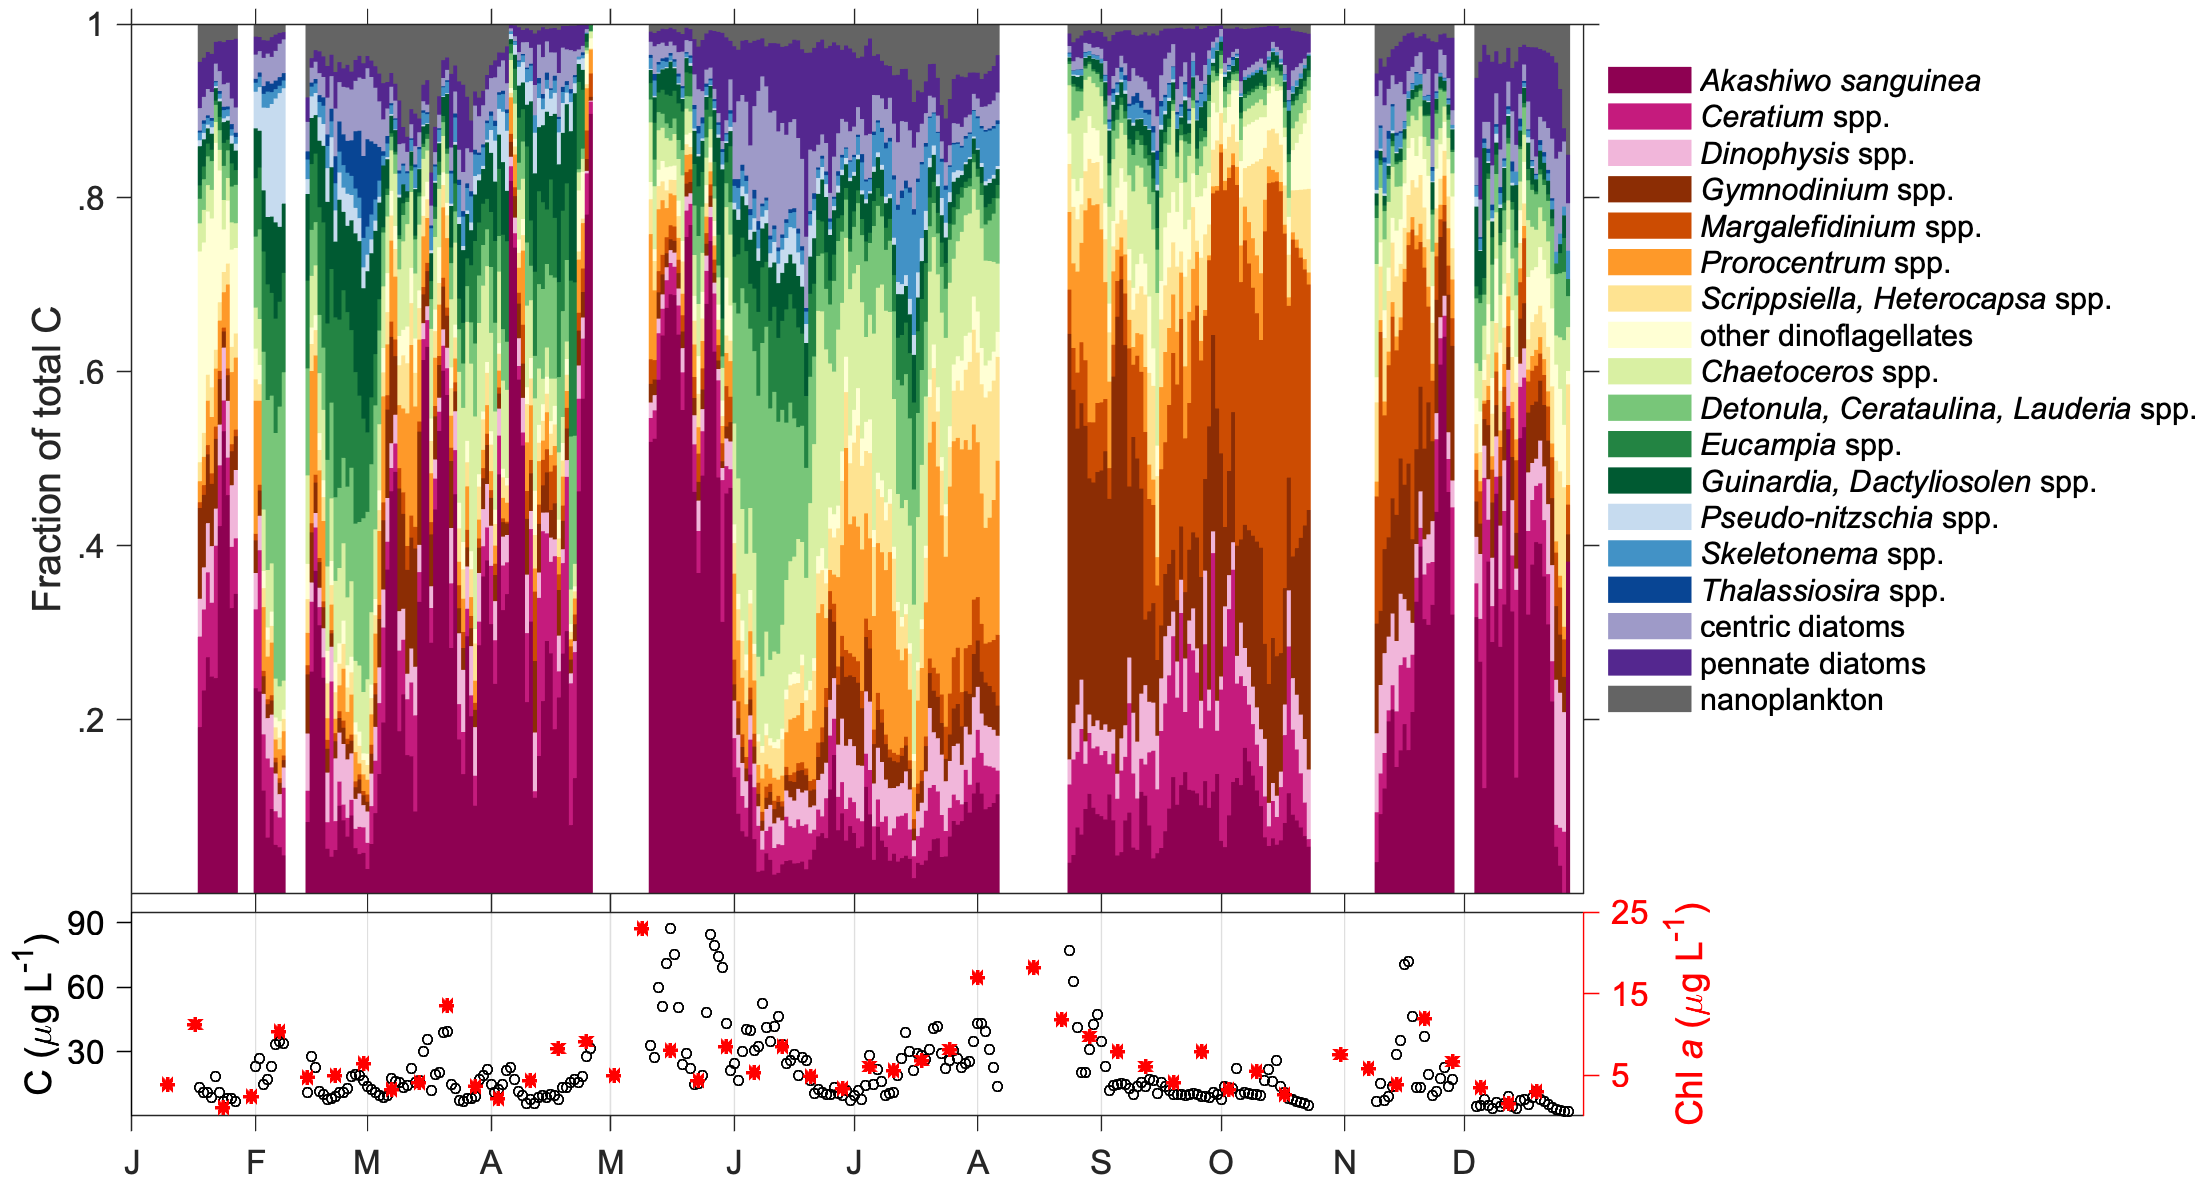 1
.8
.6
.4
.2
Fraction of total C
Akashiwo sanguinea
Ceratium spp.
Dinophysis spp.
Gymnodinium spp.
Margalefidinium spp.
Prorocentrum spp.
Scrippsiella, Heterocapsa spp.
other dinoflagellates
Chaetoceros spp.
Detonula, Cerataulina, Lauderia spp.
Eucampia spp.
Guinardia, Dactyliosolen spp.
Pseudo-nitzschia spp.
Skeletonema spp.
Thalassiosira spp.
centric diatoms
pennate diatoms
nanoplankton
90
60
30
C (μg L-1)
25
15
5
Chl a (μg L-1)
J F M A M J J A S O N D